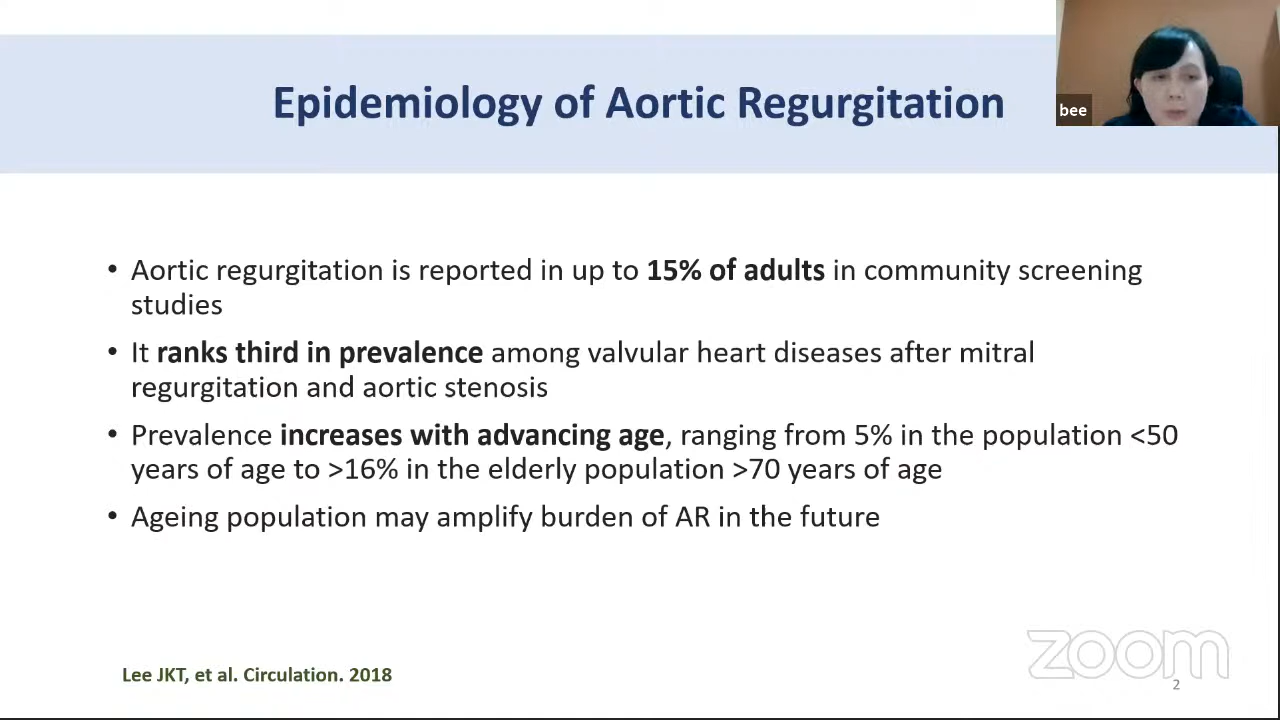 Epidemiology of Aortic Regurgitation
bee
• Aortic regurgitation is reported in up to 15% of adults in community screening
studies
• It ranks third in prevalence among valvular heart diseases after mitral
regurgitation and aortic stenosis
• Prevalence increases with advancing age, ranging from 5% in the population <50
years of age to >16% in the elderly population >70 years of age
• Ageing population may amplify burden of AR in the future
Lee JKT, et al. Circulation. 2018
zoom
2